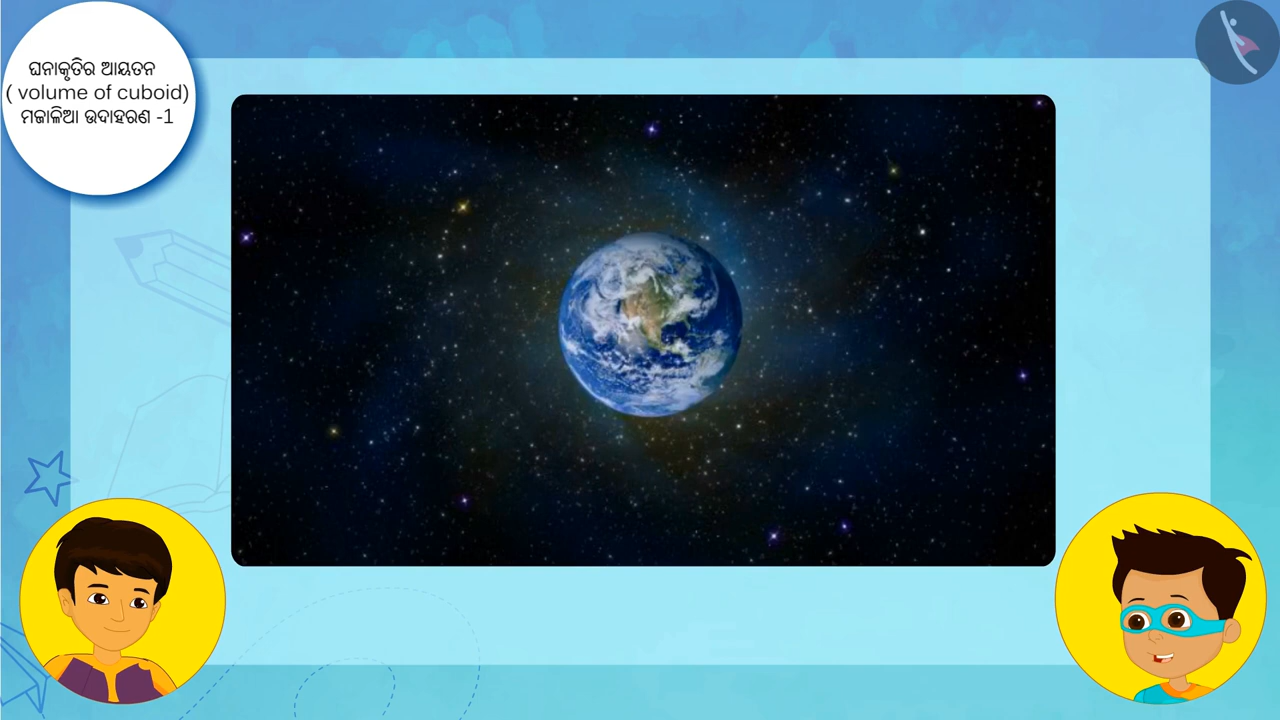 ଘନାକୃତିର ଆୟତନ
( volume of cuboid)
ମଜାଳିଆ ଉଦାହରଣ -1